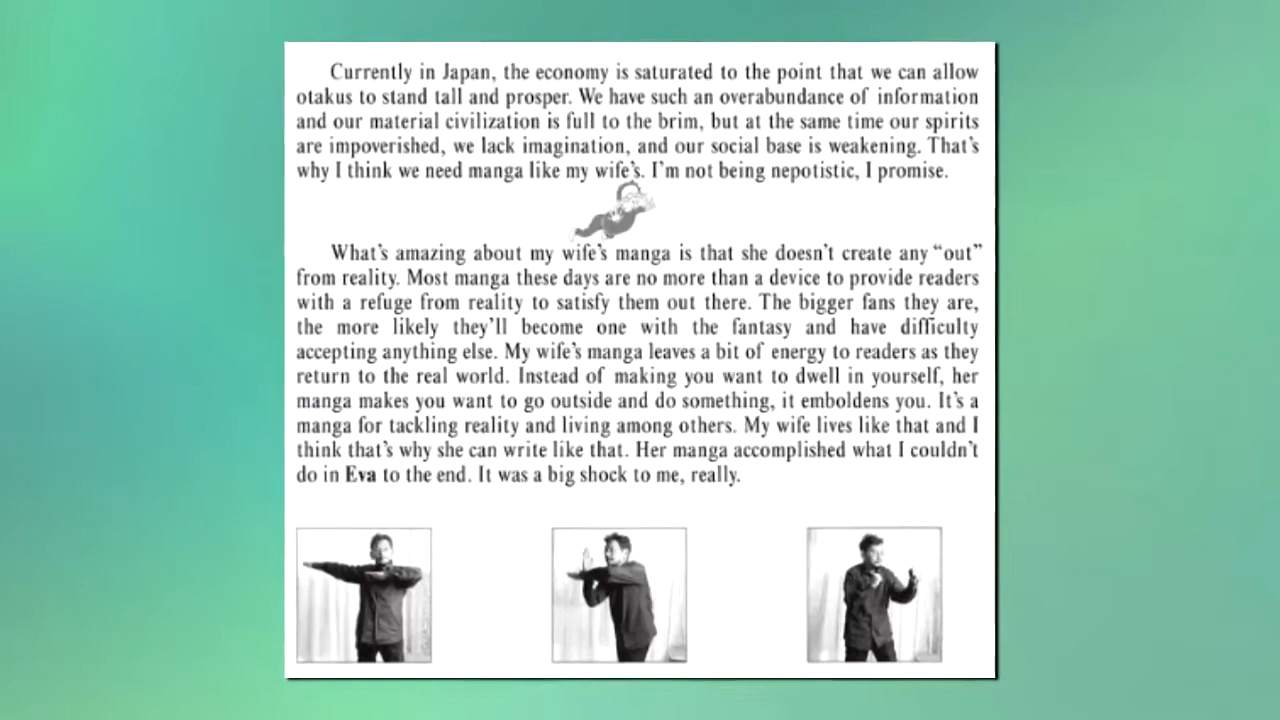 Currently in Japan, the economy is saturated to the point that we can allow
otakus to stand tall and prosper. We have such an overabundance of information
and our material civilization is full to the brim, but at the same time our spirits
are impoverished, we lack imagination, and our social base is weakening. That’s
why I think we need manga like my wife’s. I’m not being nepotistic, I promise.
What’s amazing about my wife’s manga is that she doesn’t create any “out”
from reality. Most manga these days are no more than a device to provide readers
with a refuge from reality to satisfy them out there. The bigger fans they are,
the more likely they’ll become one with the fantasy and have difficulty
accepting anything else. My wife’s manga leaves a bit of energy to readers as they
return to the real world. Instead of making you want to dwell in yourself, her
manga makes you want to go outside and do something, it emboldens you. It’s a
manga for tackling reality and living among others. My wife lives like that and I
think that’s why she can write like that. Her manga accomplished what I couldn’t
do in Eva to the end. It was a big shock to me, really.